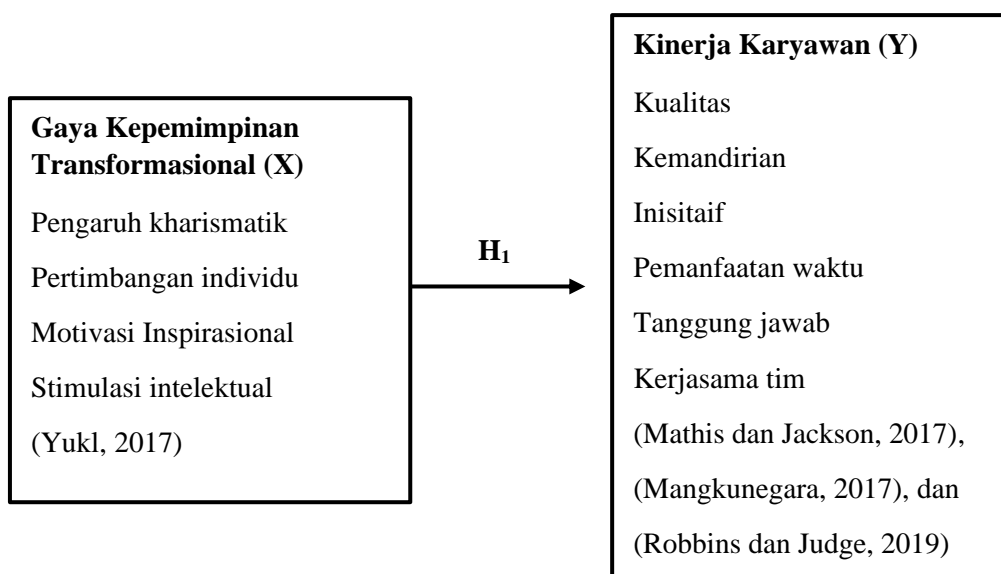 Gaya Kepemimpinan
Transformasional (X)
Pengaruh kharismatik
Pertimbangan individu
Motivasi Inspirasional
Stimulasi intelektual
(Yukl, 2017)
H₁
Kinerja Karyawan (Y)
Kualitas
Kemandirian
Inisitaif
Pemanfaatan waktu
Tanggung jawab
Kerjasama tim
(Mathis dan Jackson, 2017),
(Mangkunegara, 2017), dan
(Robbins dan Judge, 2019)